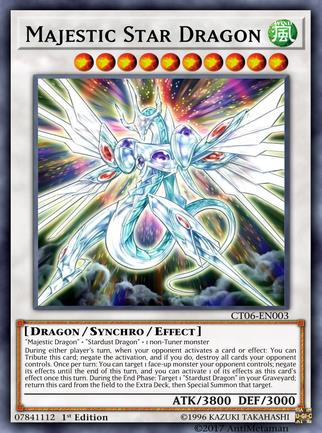 MAJESTIC STAR DRAGON
WIND
風
CT06-EN003
[DRAGON / SYNCHRO / EFFECT]
"Majestic Dragon" + "Stardust Dragon" + 1 non-Tuner monster
During either player's turn, when your opponent activates a card or effect: You can
Tribute this card; negate the activation, and if you do, destroy all cards your opponent
controls. Once per turn: You can target 1 face-up monster your opponent controls; negate
its effects until the end of this turn, and you can activate 1 of its effects as this card's
effect once this turn. During the End Phase: Target 1 "Stardust Dragon" in your Graveyard;
return this card from the field to the Extra Deck, then Special Summon that target.
ATK/3800 DEF/3000
07841112 1st Edition ©1996 KAZUKI TAKAHASHI
©2017 AntiMetaman